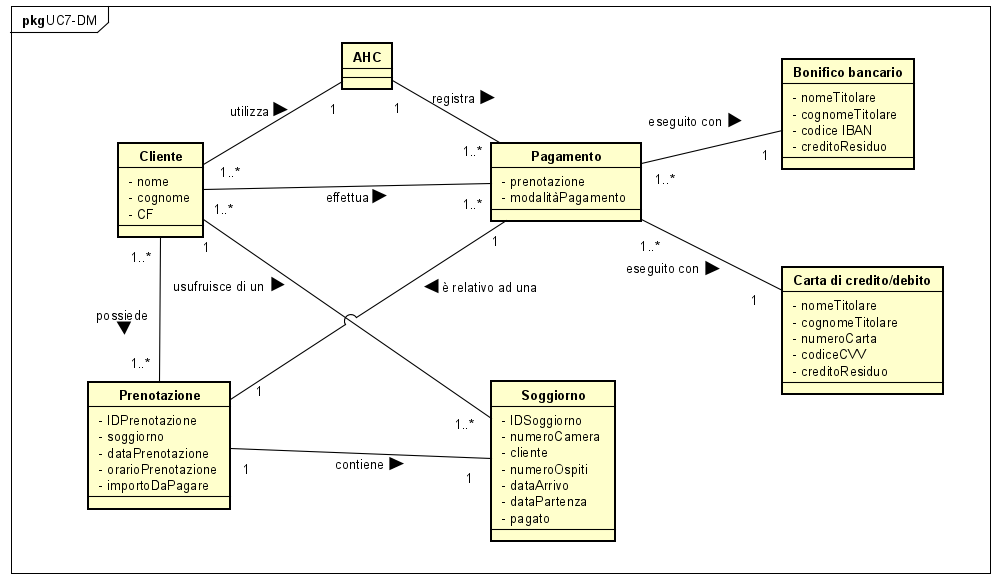 pkg UC7-DM
AHC
utiliza
1
1
registra
1..*
1..*
Cliente
- nome
- cognome
- CF
1..*
effettua
1..*
Pagamento
- prenotazione
- modalitàPagamento
eseguito con
1..*
1
Bonifico bancario
- nomeTitolare
- cognomeTitolare
- codice IBAN
- creditoResiduo
1..*
eseguito con
1
Carta di credito/debito
- nomeTitolare
- cognomeTitolare
- numeroCarta
- codiceCVV
- creditoResiduo
1..*
possiede
1..*
1
usufruisce di un
1..*
1
è relativo ad una
1
Prenotazione
- IDPrenotazione
- soggiorno
- dataPrenotazione
- orarioPrenotazione
- importoDaPagare
1
contiene
1
Soggiorno
- IDSoggiorno
- numeroCamera
- cliente
- numeroOspiti
- dataArrivo
- dataPartenza
- pagato